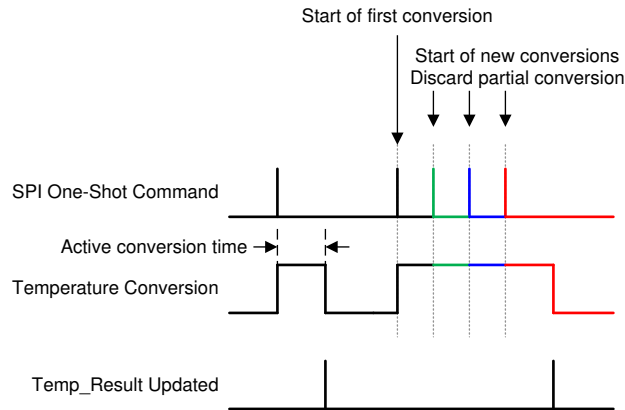 Start of first conversion
Start of new conversions
Discard partial conversion
SPI One-Shot Command
Active conversion time
Temperature Conversion
Temp_Result Updated